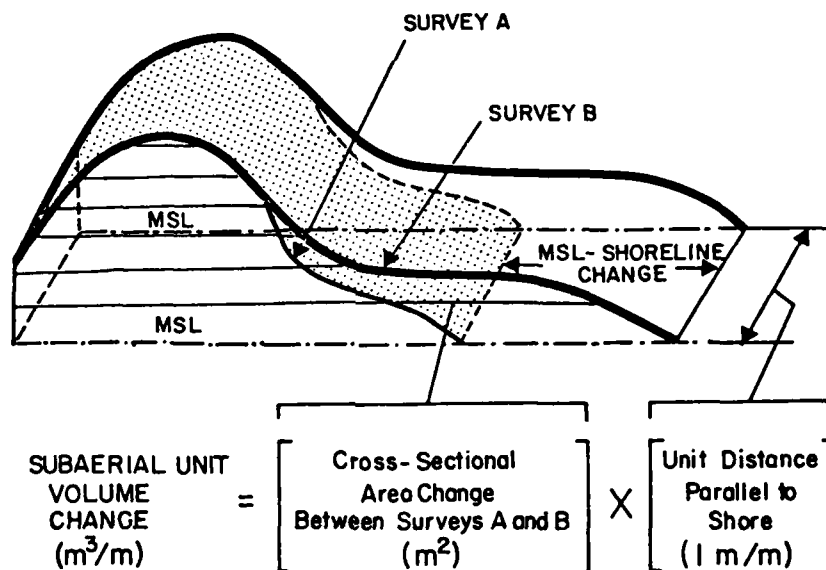 SURVEY A
SURVEY B
MSL
MSL- SHORELINE
CHANGE
MSL
SUBAERIAL UNIT
VOLUME
CHANGE
(m³/m)
=
Cross-Sectional
Area Change
Between Surveys A and B
(m²)
X
Unit Distance
Parallel to
Shore
(1 m/m)